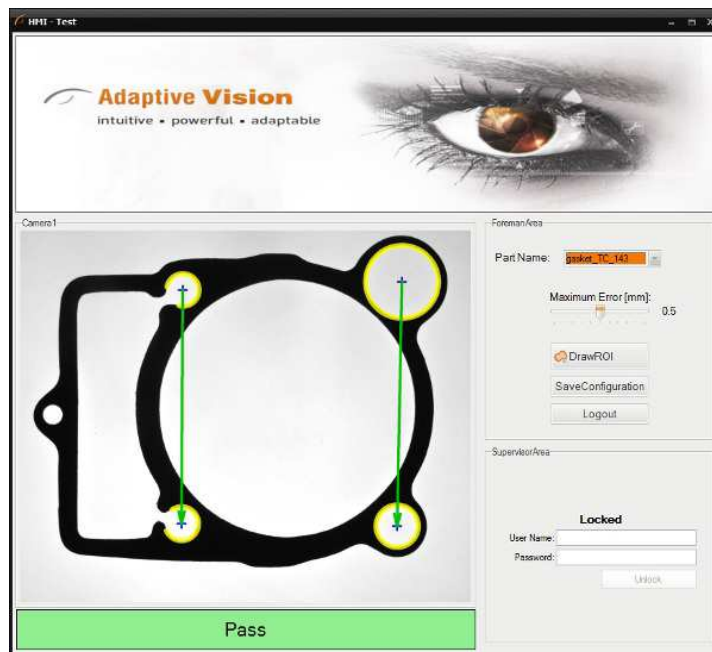 HMI - Test
Adaptive Vision
intuitive • powerful • adaptable
Camera1
ForemanArea
Part Name: gasket_TC_143
Maximum Error [mm]:
0.5
DrawROI
SaveConfiguration
Logout
SupervisorArea
Locked
User Name:
Password:
Unlock
Pass